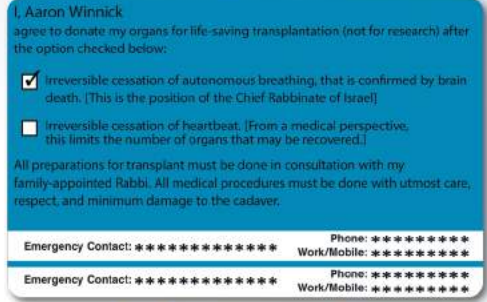 I, Aaron Winnick
agree to donate my organs for life-saving transplantation (not for research) after
the option checked below:
Irreversible cessation of autonomous breathing, that is confirmed by brain
death. [This is the position of the Chief Rabbinate of Israel]
Irreversible cessation of heartbeat. [From a medical perspective,
this limits the number of organs that may be recovered.]
All preparations for transplant must be done in consultation with my
family-appointed Rabbi. All medical procedures must be done with utmost care,
respect, and minimum damage to the cadaver.
Emergency Contact: ************* Phone: *********
Work/Mobile: *********
Emergency Contact: ************* Phone: *********
Work/Mobile: *********